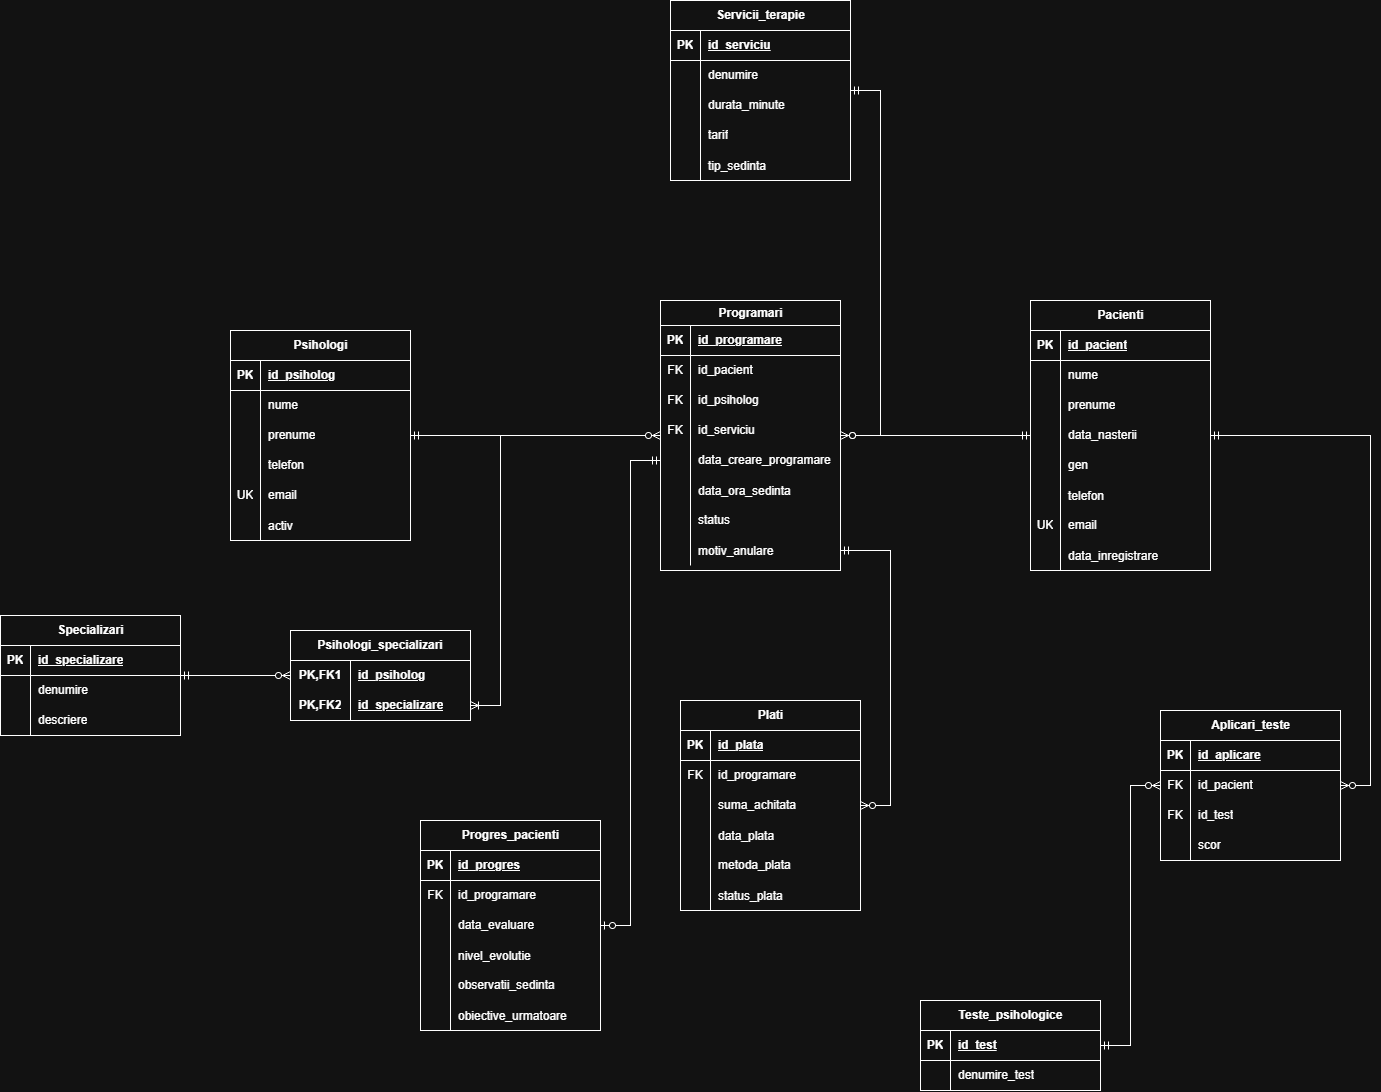 Servicii_terapie
PK id_serviciu
denumire
durata_minute
tarif
tip_sedinta
Programari
PK id_programare
FK id_pacient
FK id_psiholog
FK id_serviciu
data_creare_programare
data_ora_sedinta
status
motiv_anulare
Pacienti
PK id_pacient
nume
prenume
data_nasterii
gen
telefon
UK email
data_inregistrare
Psihologi
PK id_psiholog
nume
prenume
telefon
UK email
activ
Specializari
PK id_specializare
denumire
descriere
Psihologi_specializari
PK,FK1 id_psiholog
PK,FK2 id_specializare
Plati
PK id_plata
FK id_programare
suma_achitata
data_plata
metoda_plata
status_plata
Aplicari_teste
PK id_aplicare
FK id_pacient
FK id_test
scor
Progres_pacienti
PK id_progres
FK id_programare
data_evaluare
nivel_evolutie
observatii_sedinta
obiective_urmatoare
Teste_psihologice
PK id_test
denumire_test